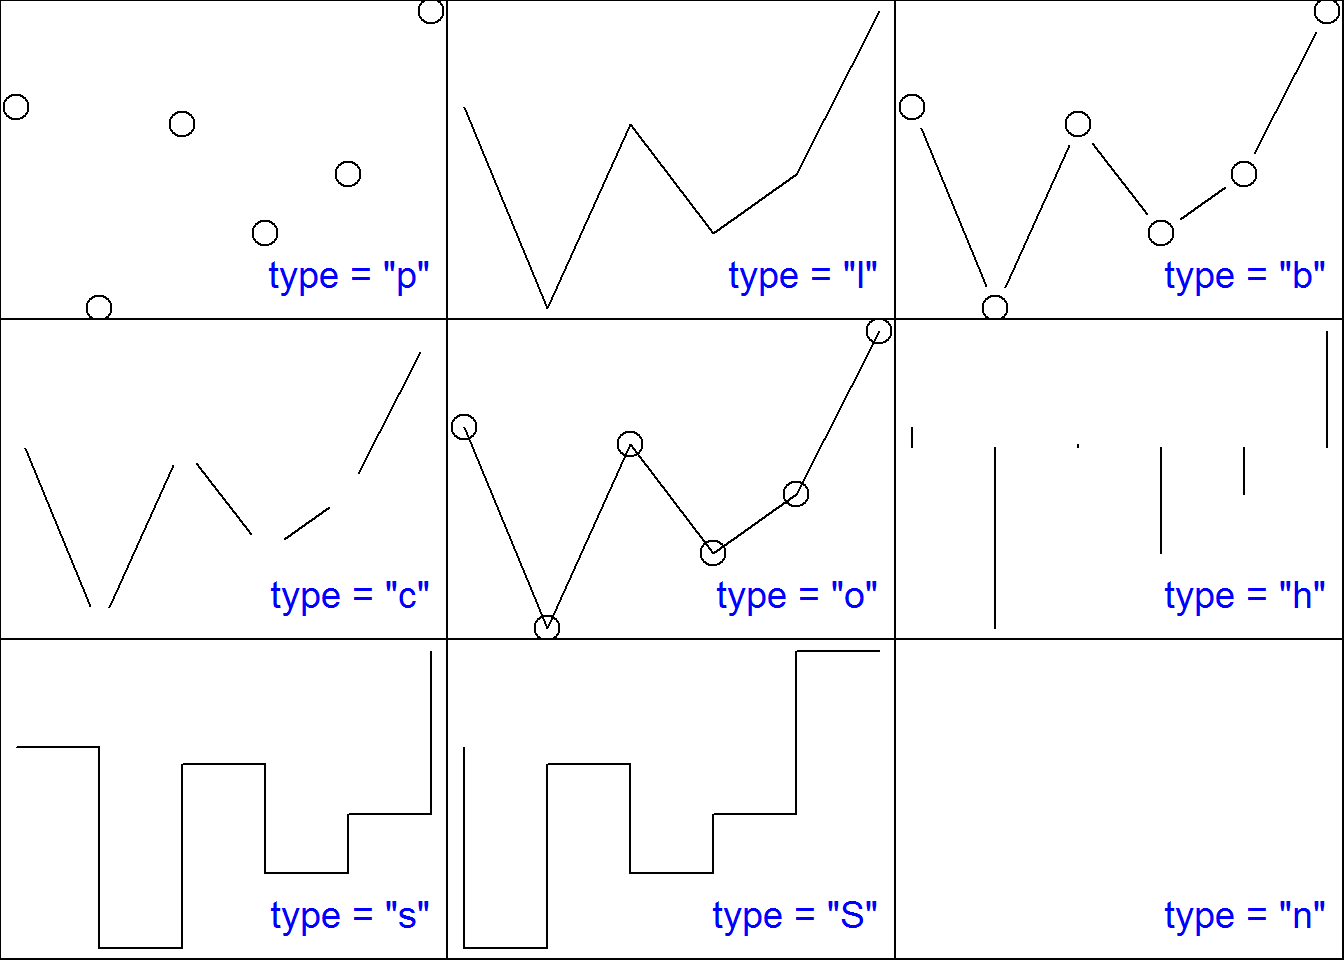 type = "p"
type = "l"
type = "b"
type = "c"
type = "o"
type = "h"
type = "s"
type = "S"
type = "n"